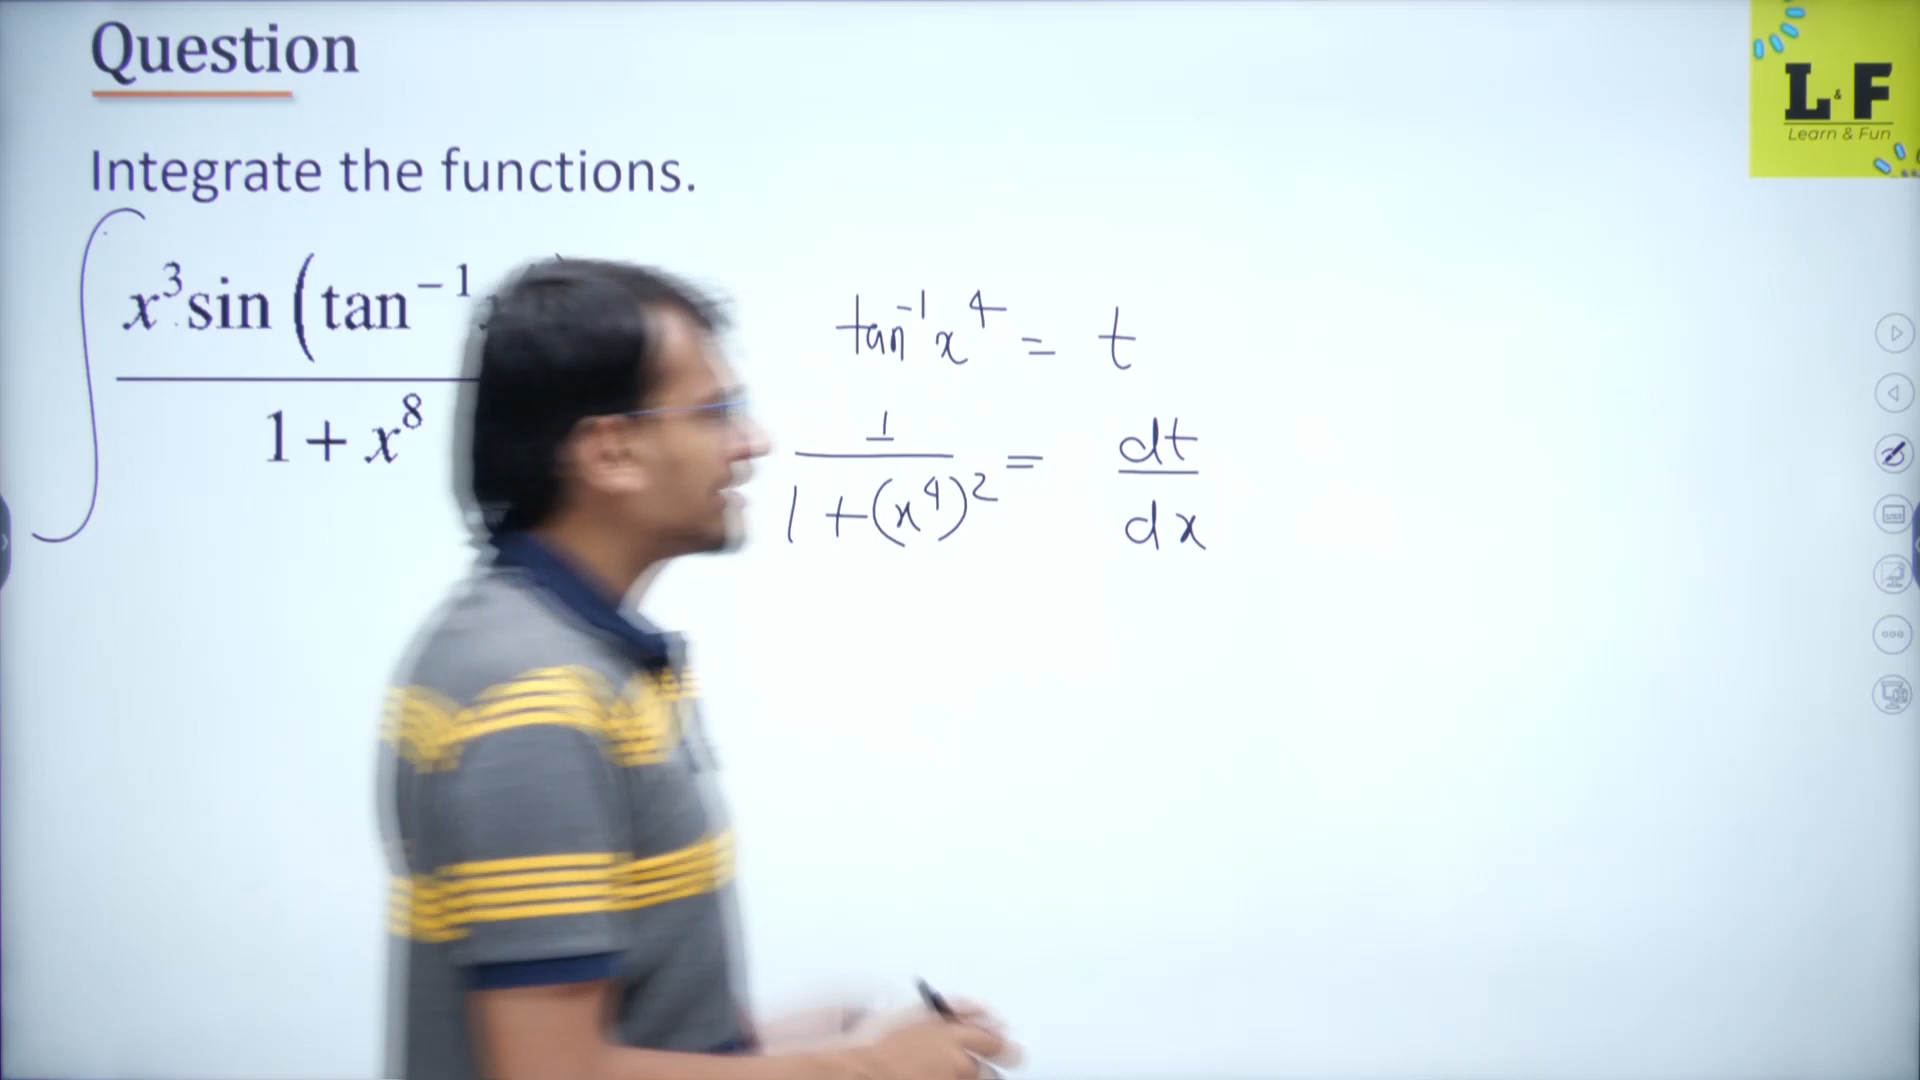 Question
L&F
Learn & Fun
Integrate the functions.
∫ x³sin (tan⁻¹
1 + x⁸
tan⁻¹x⁴ = t
1 / 1+(x⁴)² = dt / dx